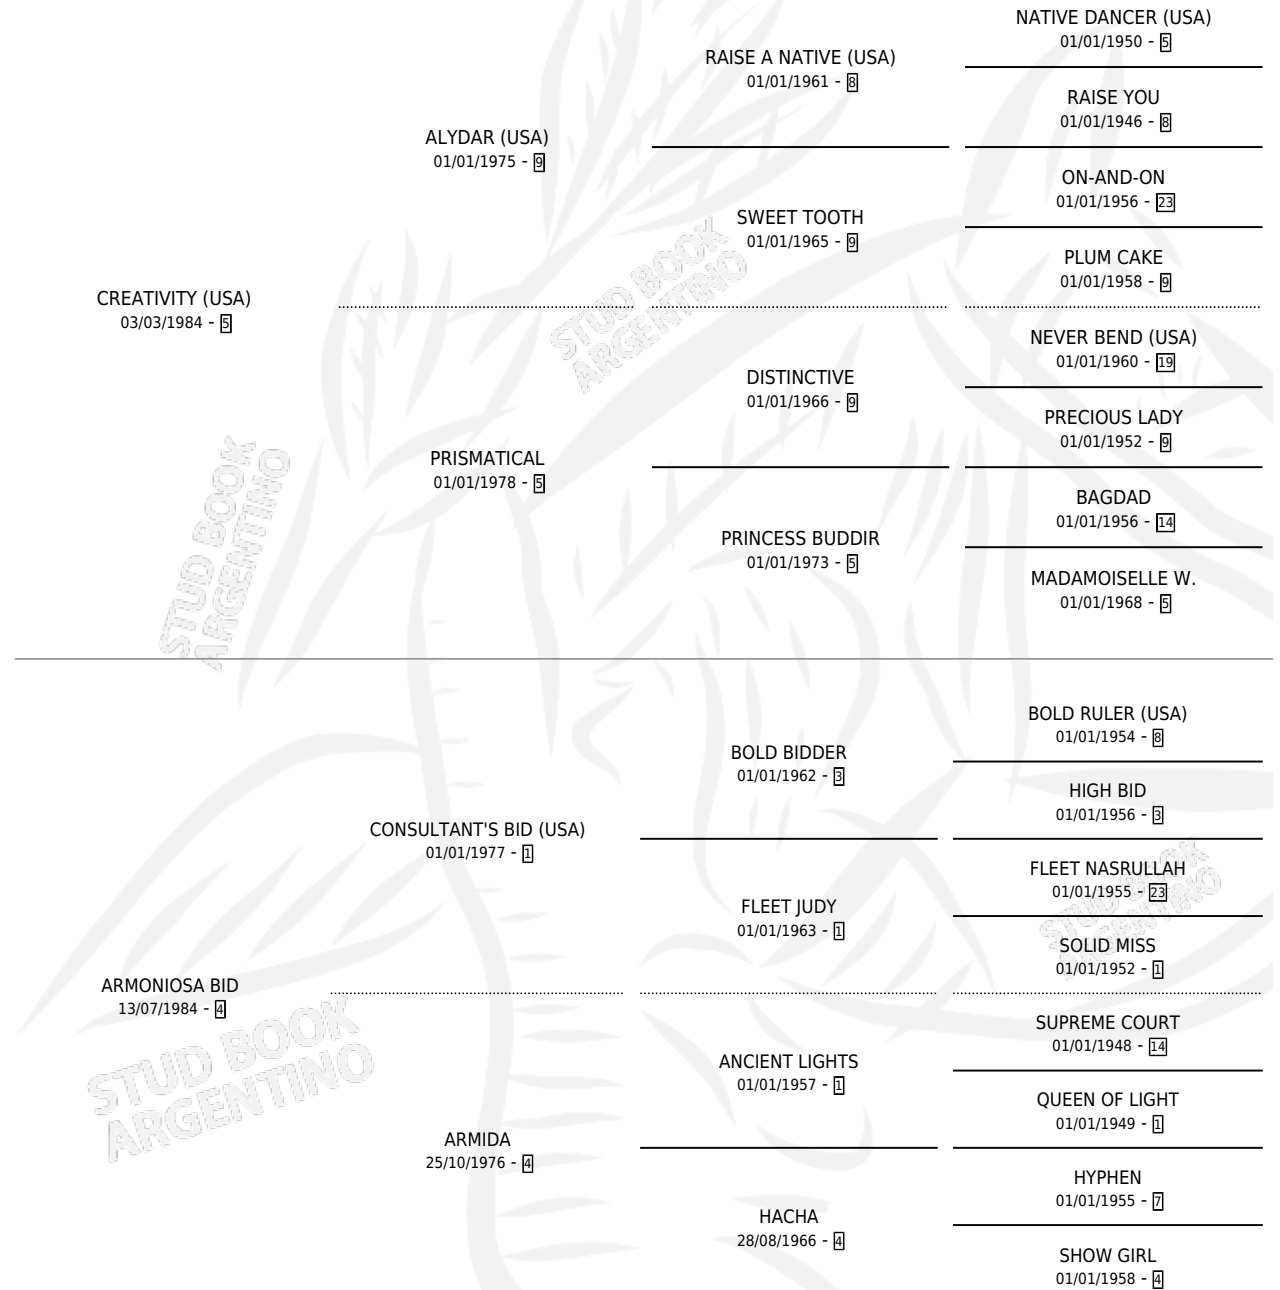 NATIVE DANCER (USA)
01/01/1950 - 5
RAISE A NATIVE (USA)
01/01/1961 - 8
RAISE YOU
01/01/1946 - 8
ALYDAR (USA)
01/01/1975 - 9
ON-AND-ON
01/01/1956 - 23
SWEET TOOTH
01/01/1965 - 9
PLUM CAKE
01/01/1958 - 9
CREATIVITY (USA)
03/03/1984 - 5
NEVER BEND (USA)
01/01/1960 - 19
DISTINCTIVE
01/01/1966 - 9
PRECIOUS LADY
01/01/1952 - 9
PRISMATICAL
01/01/1978 - 5
BAGDAD
01/01/1956 - 14
PRINCESS BUDDIR
01/01/1973 - 5
MADAMOISELLE W.
01/01/1968 - 5
STUD BOOK
ARGENTINO
STUD BOOK
ARGENTINO
BOLD RULER (USA)
01/01/1954 - 8
BOLD BIDDER
01/01/1962 - 3
HIGH BID
01/01/1956 - 3
CONSULTANT'S BID (USA)
01/01/1977 - 1
FLEET NASRULLAH
01/01/1955 - 23
FLEET JUDY
01/01/1963 - 1
SOLID MISS
01/01/1952 - 1
ARMONIOSA BID
13/07/1984 - 4
SUPREME COURT
01/01/1948 - 14
ANCIENT LIGHTS
01/01/1957 - 1
QUEEN OF LIGHT
01/01/1949 - 1
ARMIDA
25/10/1976 - 4
HYPHEN
01/01/1955 - 7
HACHA
28/08/1966 - 4
SHOW GIRL
01/01/1958 - 4
STUD BOOK
ARGENTINO
STUD BOOK
ARGENTINO